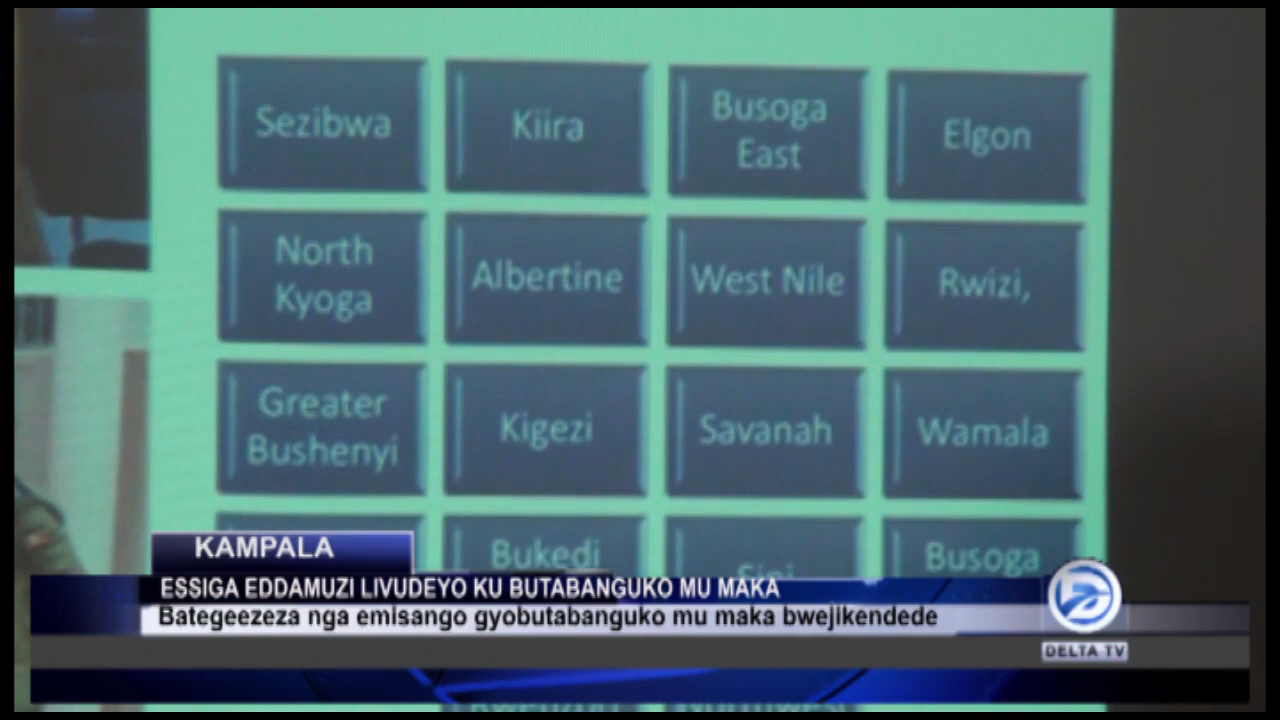 Sezibwa
Kiira
Busoga
East
Elgon
North
Kyoga
Albertine
West Nile
Rwizi,
Greater
Bushenyi
Kigezi
Savanah
Wamala
Bukedi
Busoga
KAMPALA
ESSIGA EDDAMUZI LIVUDEYO KU BUTABANGUKO MU MAKA
Bategeezeza nga emisango gyobutabanguko mu maka bwejikendede
DELTA TV